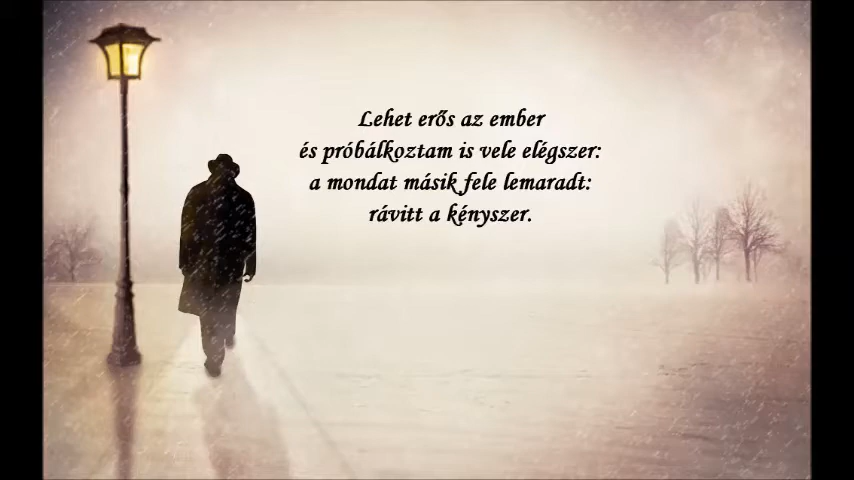 Lehet erős az ember
és próbálkoztam is vele elégszer:
a mondat másik fele lemaradt:
rávitt a kényszer.